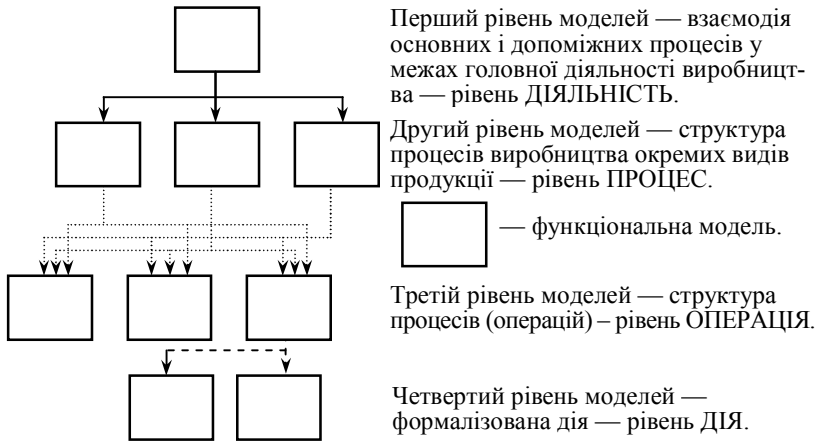 Перший рівень моделей — взаємодія
основних і допоміжних процесів у
межах головної діяльності виробницт-
ва — рівень ДІЯЛЬНІСТЬ.
Другий рівень моделей — структура
процесів виробництва окремих видів
продукції — рівень ПРОЦЕС.
— функціональна модель.
Третій рівень моделей — структура
процесів (операцій) – рівень ОПЕРАЦІЯ.
Четвертий рівень моделей —
формалізована дія — рівень ДІЯ.